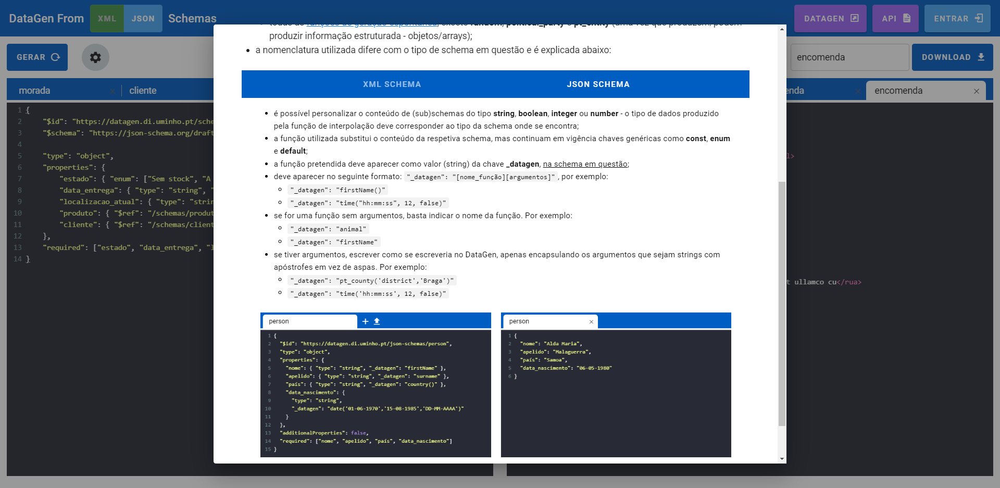 DataGen From XML JSON Schemas
DATAGEN API ENTRAR
GERAR
encomenda
DOWNLOAD
morada
cliente
enda
encomenda
1 {
2 "$id": "https://datagen.di.uminho.pt/sche
3 "$schema": "https://json-schema.org/draft
4
5 "type": "object",
6 "properties": {
7 "estado": { "enum": ["Sem stock", "A
8 "data_entrega": { "type": "string", "
9 "localizacao_atual": { "type": "strin
10 "produto": { "$ref": "/schemas/produt
11 "cliente": { "$ref": "/schemas/client
12 },
13 "required": ["estado", "data_entrega", "l
14 }
l>
t ullamco cu</rua>
produzir informação estruturada - objetos/arrays);
• a nomenclatura utilizada difere com o tipo de schema em questão e é explicada abaixo:
XML SCHEMA JSON SCHEMA
• é possível personalizar o conteúdo de (sub)schemas do tipo string, boolean, integer ou number - o tipo de dados produzido
pela função de interpolação deve corresponder ao tipo da schema onde se encontra;
• a função utilizada substitui o conteúdo da respetiva schema, mas continuam em vigência chaves genéricas como const, enum
e default;
• a função pretendida deve aparecer como valor (string) da chave _datagen, na schema em questão;
• deve aparecer no seguinte formato: "_datagen": "[nome_função][argumentos]", por exemplo:
"_datagen": "firstName()"
"_datagen": "time("hh:mm:ss", 12, false)"
• se for uma função sem argumentos, basta indicar o nome da função. Por exemplo:
"_datagen": "animal"
"_datagen": "firstName"
• se tiver argumentos, escrever como se escreveria no DataGen, apenas encapsulando os argumentos que sejam strings com
apóstrofes em vez de aspas. Por exemplo:
"_datagen": "pt_county('district','Braga')"
"_datagen": "time('hh:mm:ss', 12, false)"
person
1 {
2 "$id": "https://datagen.di.uminho.pt/json-schemas/person",
3 "type": "object",
4 "properties": {
5 "nome": { "type": "string", "_datagen": "firstName" },
6 "apelido": { "type": "string", "_datagen": "surname" },
7 "país": { "type": "string", "_datagen": "country()" },
8 "data_nascimento": {
9 "type": "string",
10 "_datagen": "date('01-06-1970','15-08-1985','DD-MM-AAAA')"
11 }
12 },
13 "additionalProperties": false,
14 "required": ["nome", "apelido", "país", "data_nascimento"]
15 }
person
1 {
2 "nome": "Alda Maria",
3 "apelido": "Malaguerra",
4 "país": "Samoa",
5 "data_nascimento": "06-05-1980"
6 }